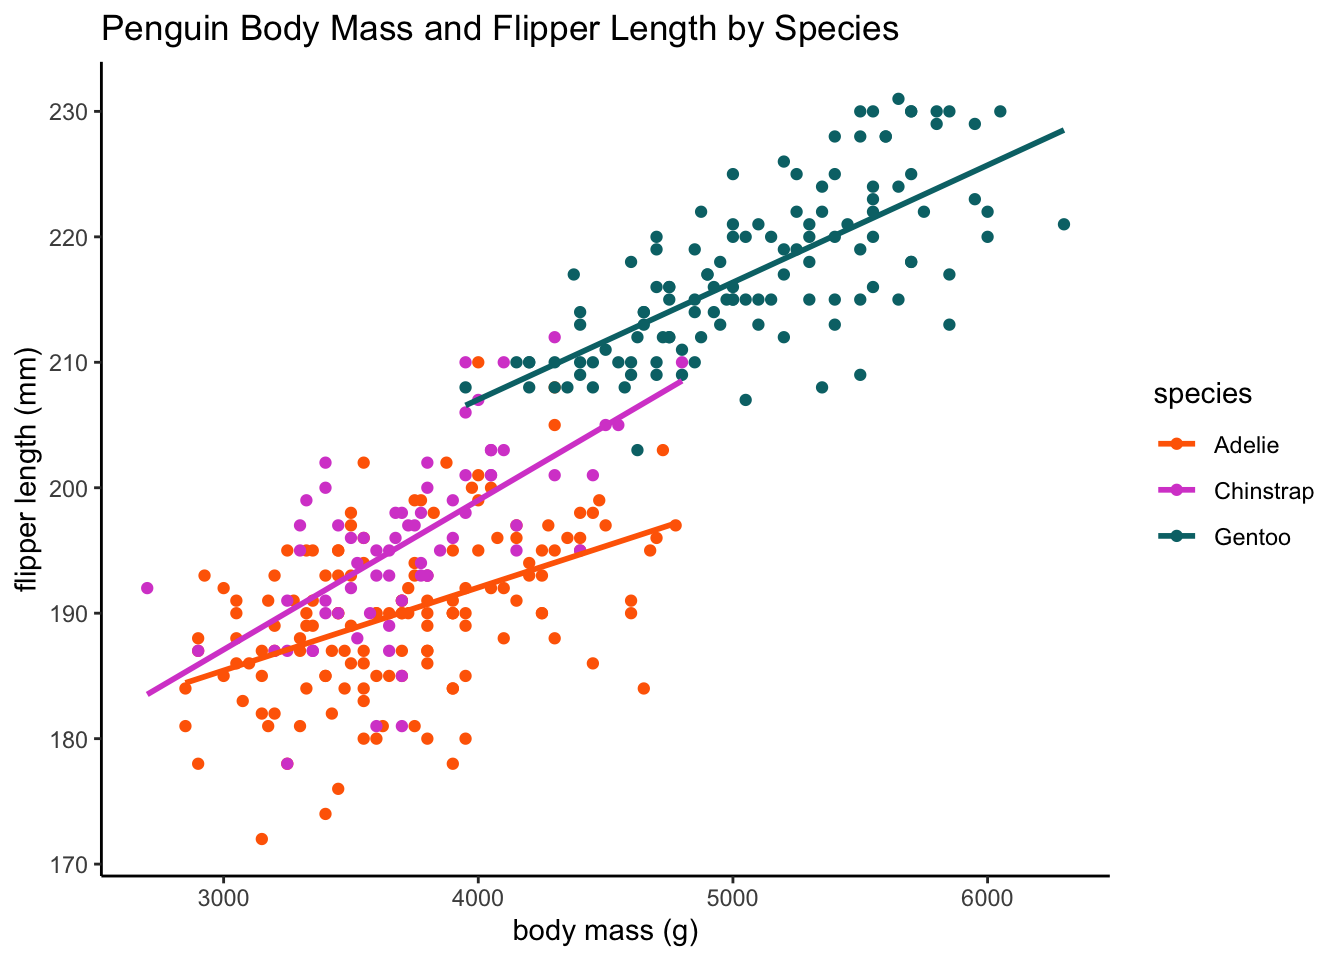 Penguin Body Mass and Flipper Length by Species
flipper length (mm)
230
220
210
200
190
180
170
3000 4000 5000 6000
body mass (g)
species
Adelie
Chinstrap
Gentoo